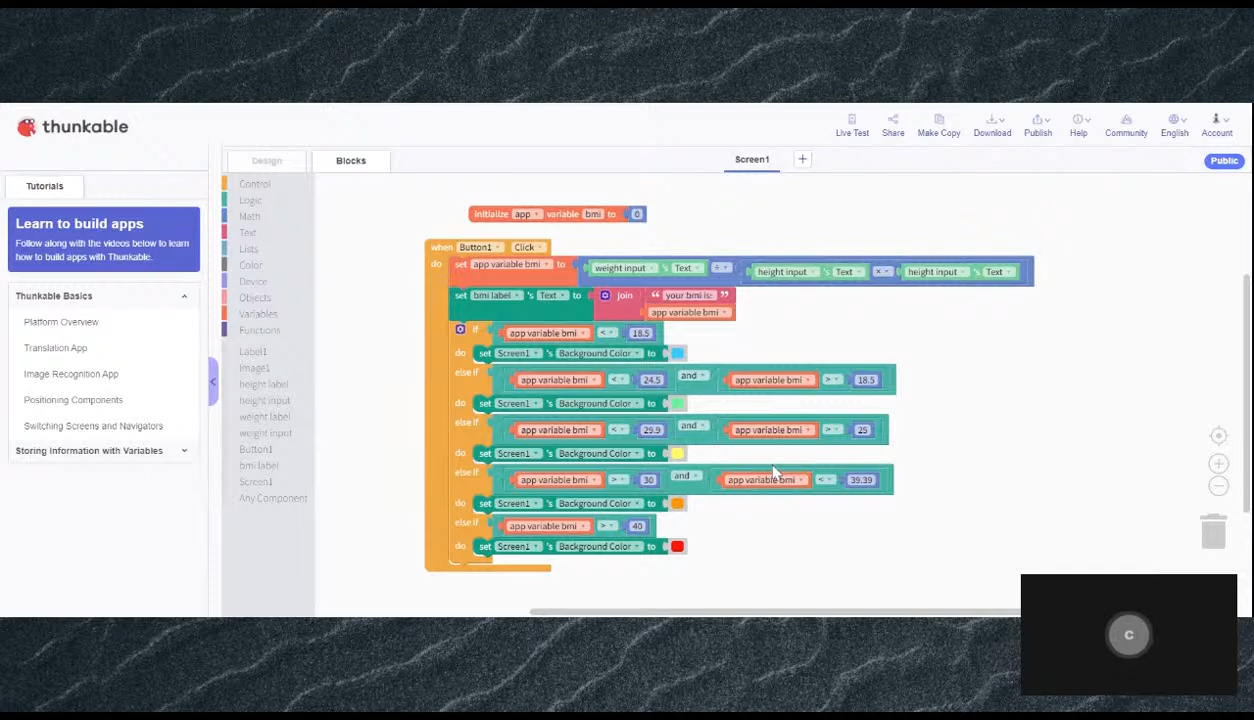 thunkable
Live Test Share Make Copy Download Publish Help Community English Account
Design Blocks Screen1 + Public
Tutorials
Learn to build apps
Follow along with the videos below to learn
how to build apps with Thunkable.
Thunkable Basics
Platform Overview
Translation App
Image Recognition App
Positioning Components
Switching Screens and Navigators
Storing Information with Variables
Control
Logic
Math
Text
Lists
Color
Device
Objects
Variables
Functions
Label1
Image1
height label
height input
weight label
weight input
Button1
bmi label
Screen1
Any Component
initialize app variable bmi to 0
when Button1 Click
do set app variable bmi to weight input 's Text ÷ height input 's Text × height input 's Text
set bmi label 's Text to join “ your bmi is: ”
app variable bmi
if app variable bmi < 18.5
do set Screen1 's Background Color to
else if app variable bmi < 24.5 and app variable bmi > 18.5
do set Screen1 's Background Color to
else if app variable bmi < 29.9 and app variable bmi > 25
do set Screen1 's Background Color to
else if app variable bmi > 30 and app variable bmi < 39.39
do set Screen1 's Background Color to
else if app variable bmi > 40
do set Screen1 's Background Color to
C